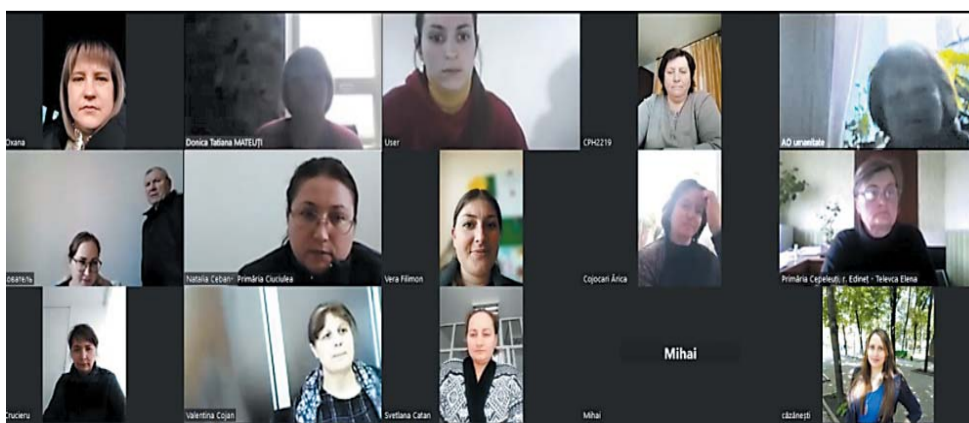 Oxana
Donica Tatiana MATEUȚI
User
CPH2219
AO umanitate
ователь
Natalia Ceban- Primăria Ciuciulea
Vera Filimon
Cojocari Arica
Primăria Cepeleuți, r. Edineț - Televca Elena
Crucieru
Valentina Cojan
Svetlana Catan
Mihai
Mihai
căzănești